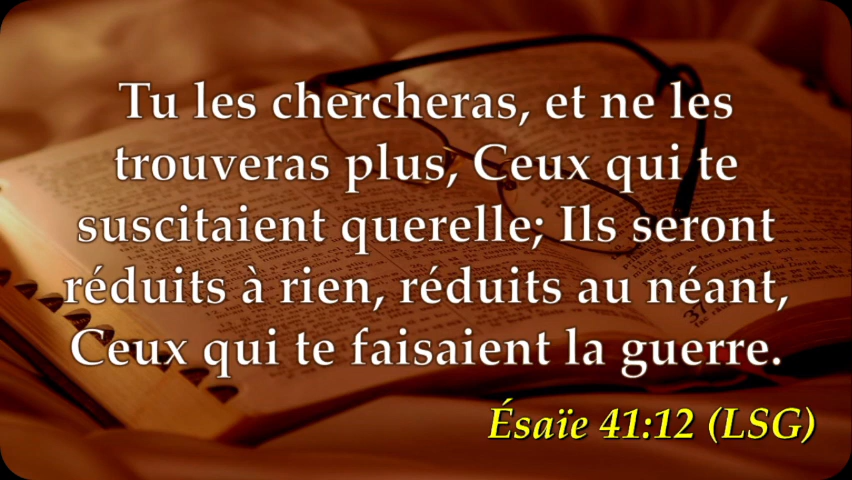 Tu les chercheras, et ne les
trouveras plus, Ceux qui te
suscitaient querelle; Ils seront
réduits à rien, réduits au néant,
Ceux qui te faisaient la guerre.
Ésaïe 41:12 (LSG)